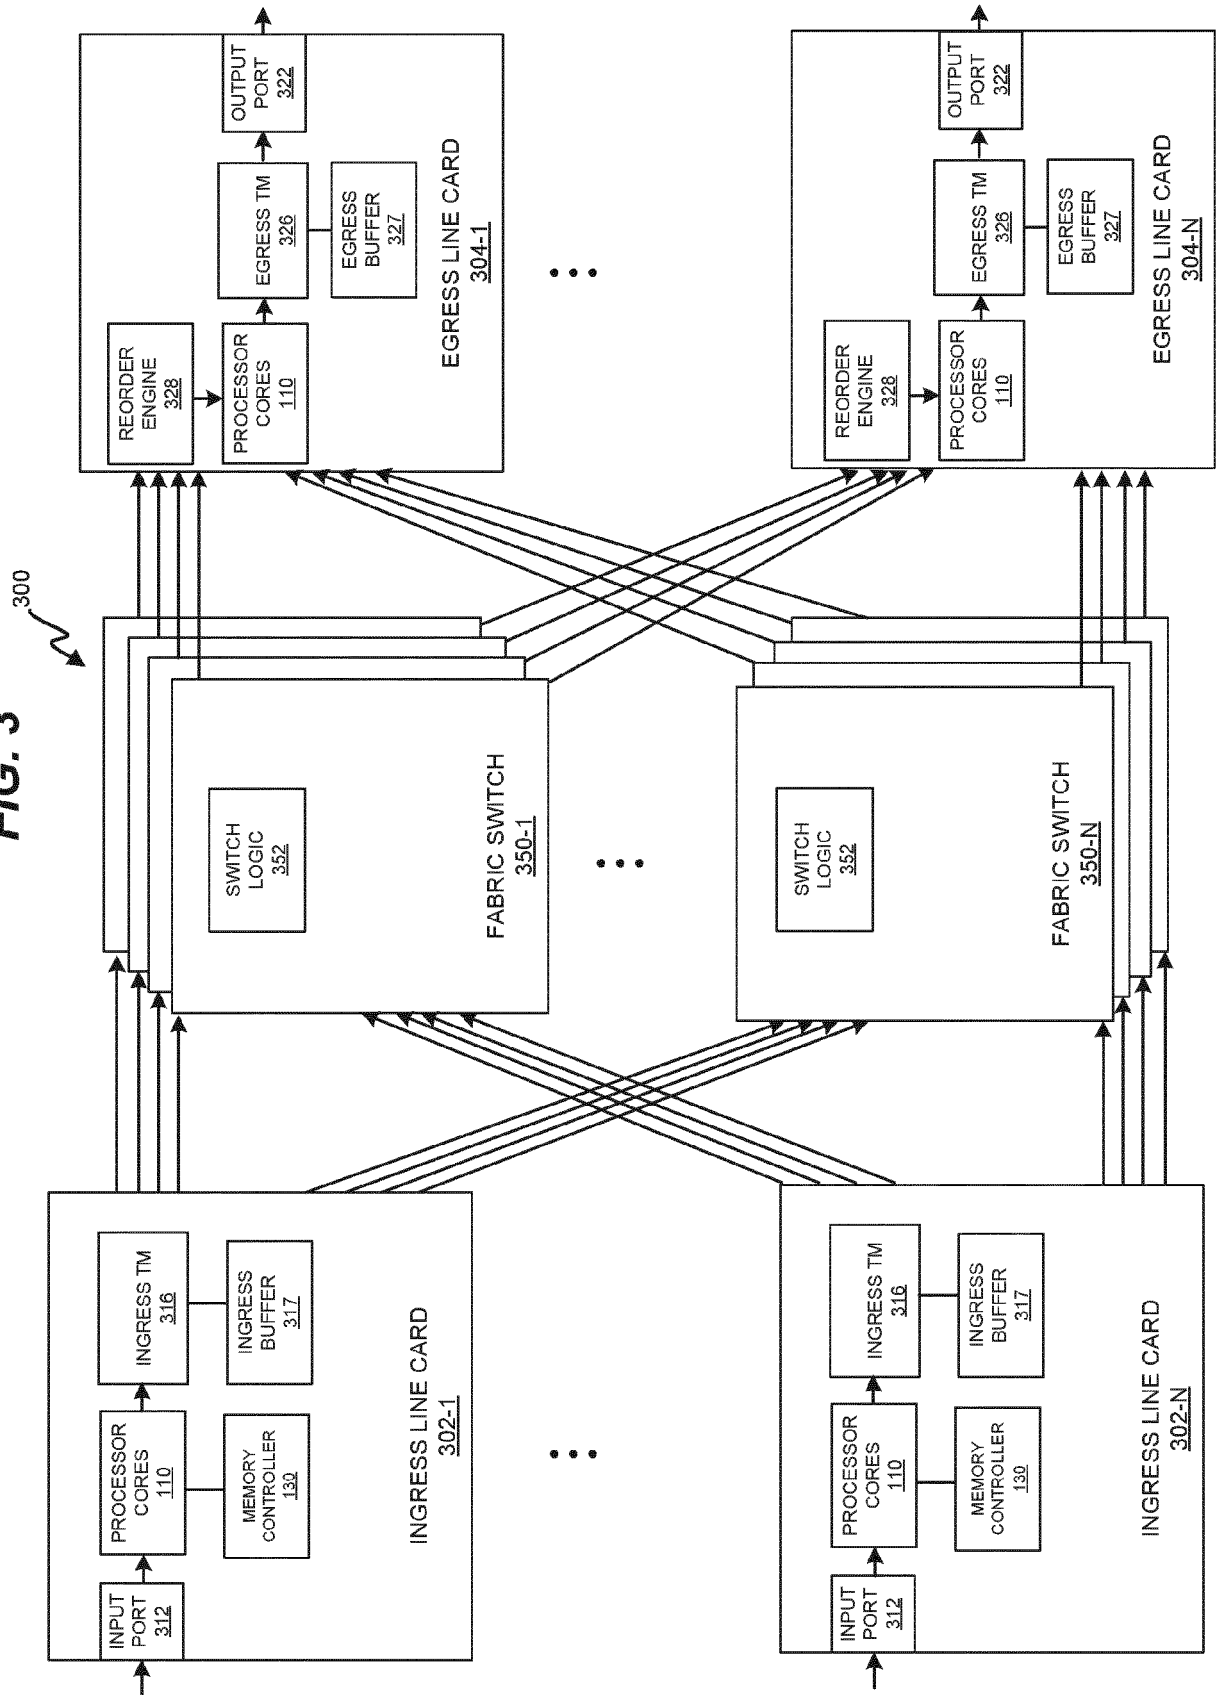 FIG. 3
300
INPUT
PORT
312
PROCESSOR
CORES
110
INGRESS TM
316
MEMORY
CONTROLLER
130
INGRESS
BUFFER
317
INGRESS LINE CARD
302-1
SWITCH
LOGIC
352
FABRIC SWITCH
350-1
REORDER
ENGINE
328
PROCESSOR
CORES
110
EGRESS TM
326
OUTPUT
PORT
322
EGRESS
BUFFER
327
EGRESS LINE CARD
304-1
INPUT
PORT
312
PROCESSOR
CORES
110
INGRESS TM
316
MEMORY
CONTROLLER
130
INGRESS
BUFFER
317
INGRESS LINE CARD
302-N
SWITCH
LOGIC
352
FABRIC SWITCH
350-N
REORDER
ENGINE
328
PROCESSOR
CORES
110
EGRESS TM
326
OUTPUT
PORT
322
EGRESS
BUFFER
327
EGRESS LINE CARD
304-N